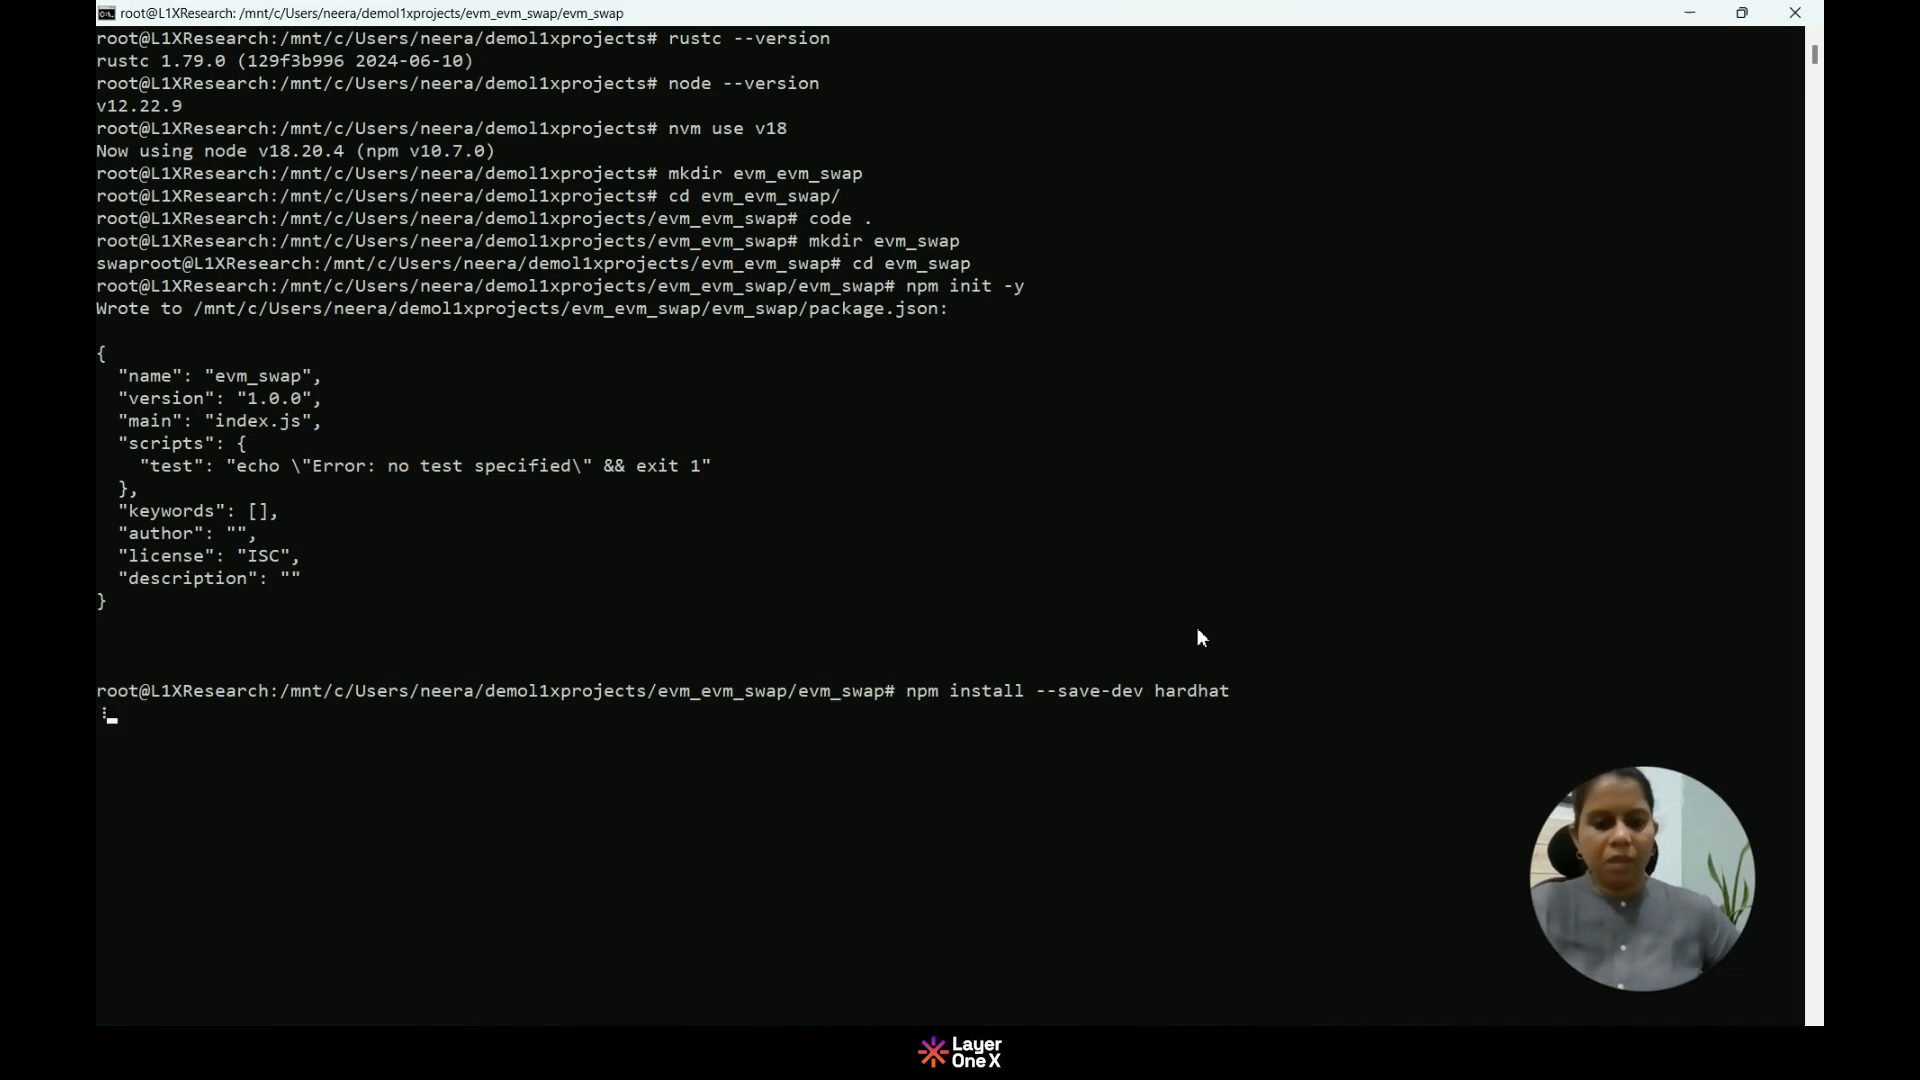 root@L1XResearch: /mnt/c/Users/neera/demol1xprojects/evm_evm_swap/evm_swap
root@L1XResearch:/mnt/c/Users/neera/demol1xprojects# rustc --version
rustc 1.79.0 (129f3b996 2024-06-10)
root@L1XResearch:/mnt/c/Users/neera/demol1xprojects# node --version
v12.22.9
root@L1XResearch:/mnt/c/Users/neera/demol1xprojects# nvm use v18
Now using node v18.20.4 (npm v10.7.0)
root@L1XResearch:/mnt/c/Users/neera/demol1xprojects# mkdir evm_evm_swap
root@L1XResearch:/mnt/c/Users/neera/demol1xprojects# cd evm_evm_swap/
root@L1XResearch:/mnt/c/Users/neera/demol1xprojects/evm_evm_swap# code .
root@L1XResearch:/mnt/c/Users/neera/demol1xprojects/evm_evm_swap# mkdir evm_swap
swaproot@L1XResearch:/mnt/c/Users/neera/demol1xprojects/evm_evm_swap# cd evm_swap
root@L1XResearch:/mnt/c/Users/neera/demol1xprojects/evm_evm_swap/evm_swap# npm init -y
Wrote to /mnt/c/Users/neera/demol1xprojects/evm_evm_swap/evm_swap/package.json:
{
  "name": "evm_swap",
  "version": "1.0.0",
  "main": "index.js",
  "scripts": {
    "test": "echo \"Error: no test specified\" && exit 1"
  },
  "keywords": [],
  "author": "",
  "license": "ISC",
  "description": ""
}
root@L1XResearch:/mnt/c/Users/neera/demol1xprojects/evm_evm_swap/evm_swap# npm install --save-dev hardhat
Layer
One X